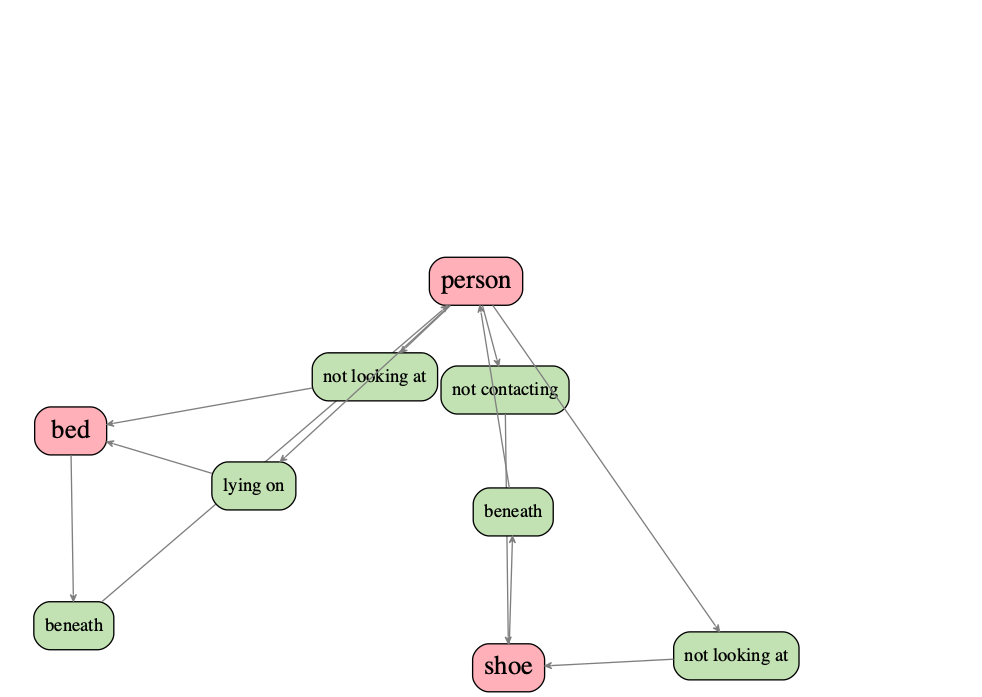 person
not looking at
not contacting
bed
lying on
beneath
beneath
shoe
not looking at